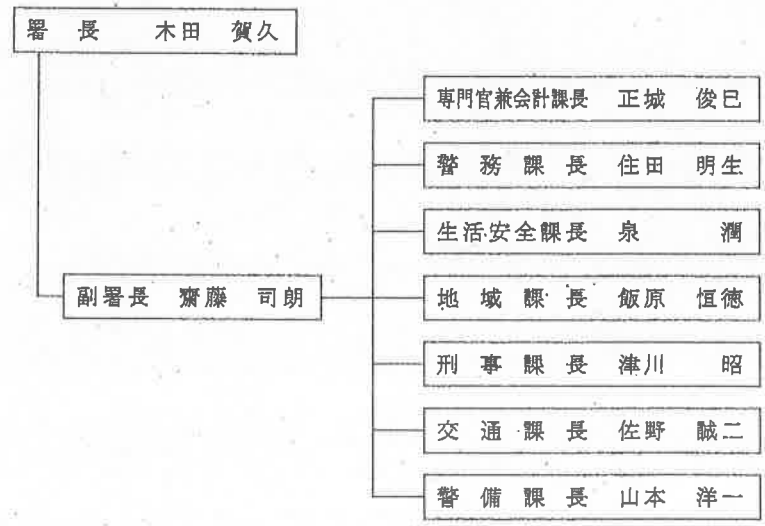 署長 木田 賀久
専門官兼会計課長 正城 俊巳
警務課長 住田 明生
生活安全課長 泉 潤
副署長 齋藤 司朗
地域課長 飯原 恒徳
刑事課長 津川 昭
交通課長 佐野 誠二
警備課長 山本 洋一